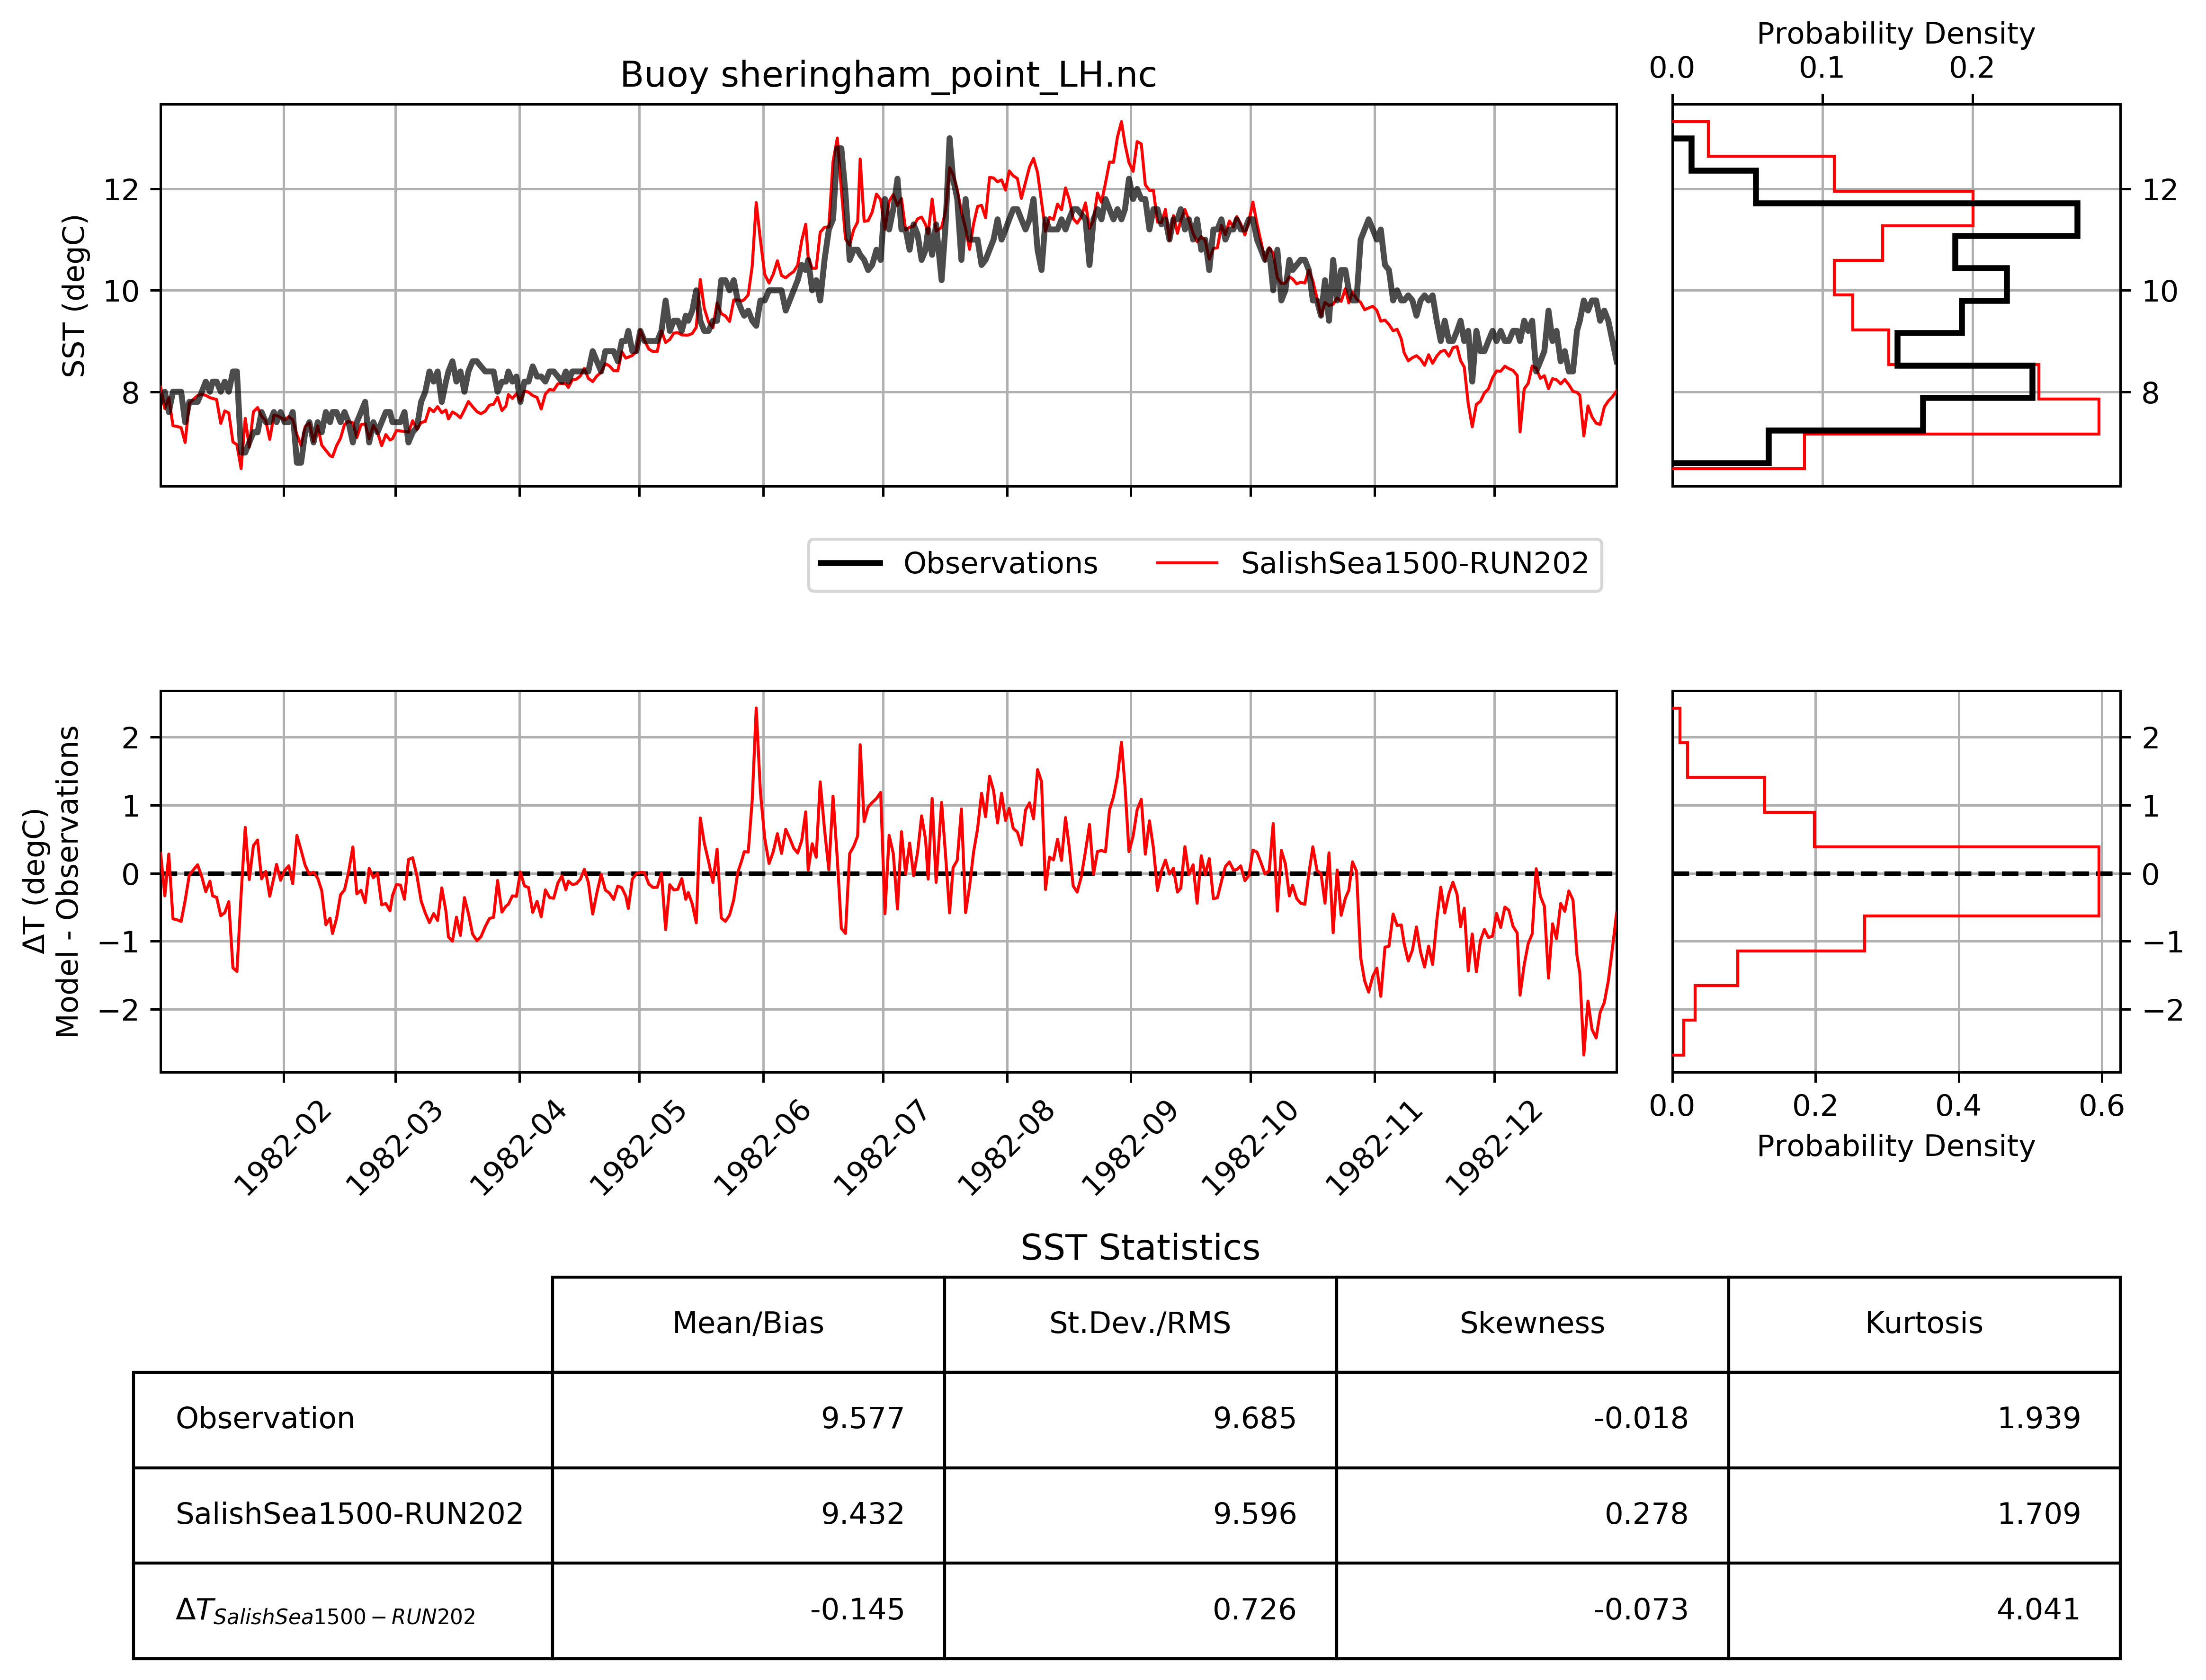 Probability Density
0.0 0.1 0.2
Buoy sheringham_point_LH.nc
SST (degC)
12
10
8
12
10
8
Observations SalishSea1500-RUN202
ΔT (degC)
Model - Observations
2
1
0
−1
−2
2
1
0
−1
−2
1982-02 1982-03 1982-04 1982-05 1982-06 1982-07 1982-08 1982-09 1982-10 1982-11 1982-12
0.0 0.2 0.4 0.6
Probability Density
SST Statistics
Mean/Bias St.Dev./RMS Skewness Kurtosis
Observation 9.577 9.685 -0.018 1.939
SalishSea1500-RUN202 9.432 9.596 0.278 1.709
ΔT SalishSea1500−RUN202 -0.145 0.726 -0.073 4.041